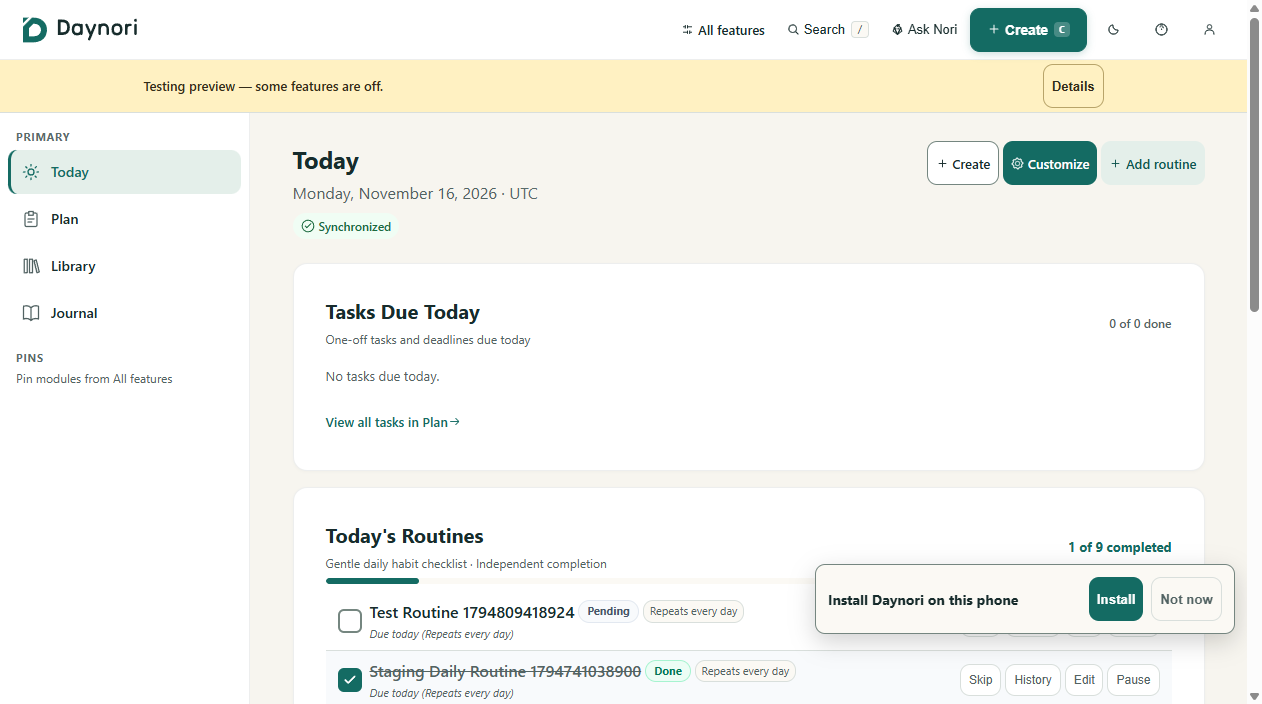 Daynori
All features
Search /
Ask Nori
+ Create C
Testing preview — some features are off.
Details
PRIMARY
Today
Plan
Library
Journal
PINS
Pin modules from All features
Today
Monday, November 16, 2026 · UTC
Synchronized
+ Create
Customize
+ Add routine
Tasks Due Today
One-off tasks and deadlines due today
0 of 0 done
No tasks due today.
View all tasks in Plan→
Today's Routines
Gentle daily habit checklist · Independent completion
1 of 9 completed
Test Routine 1794809418924 Pending Repeats every day
Due today (Repeats every day)
Install Daynori on this phone
Install
Not now
Staging Daily Routine 1794741038900 Done Repeats every day
Due today (Repeats every day)
Skip History Edit Pause